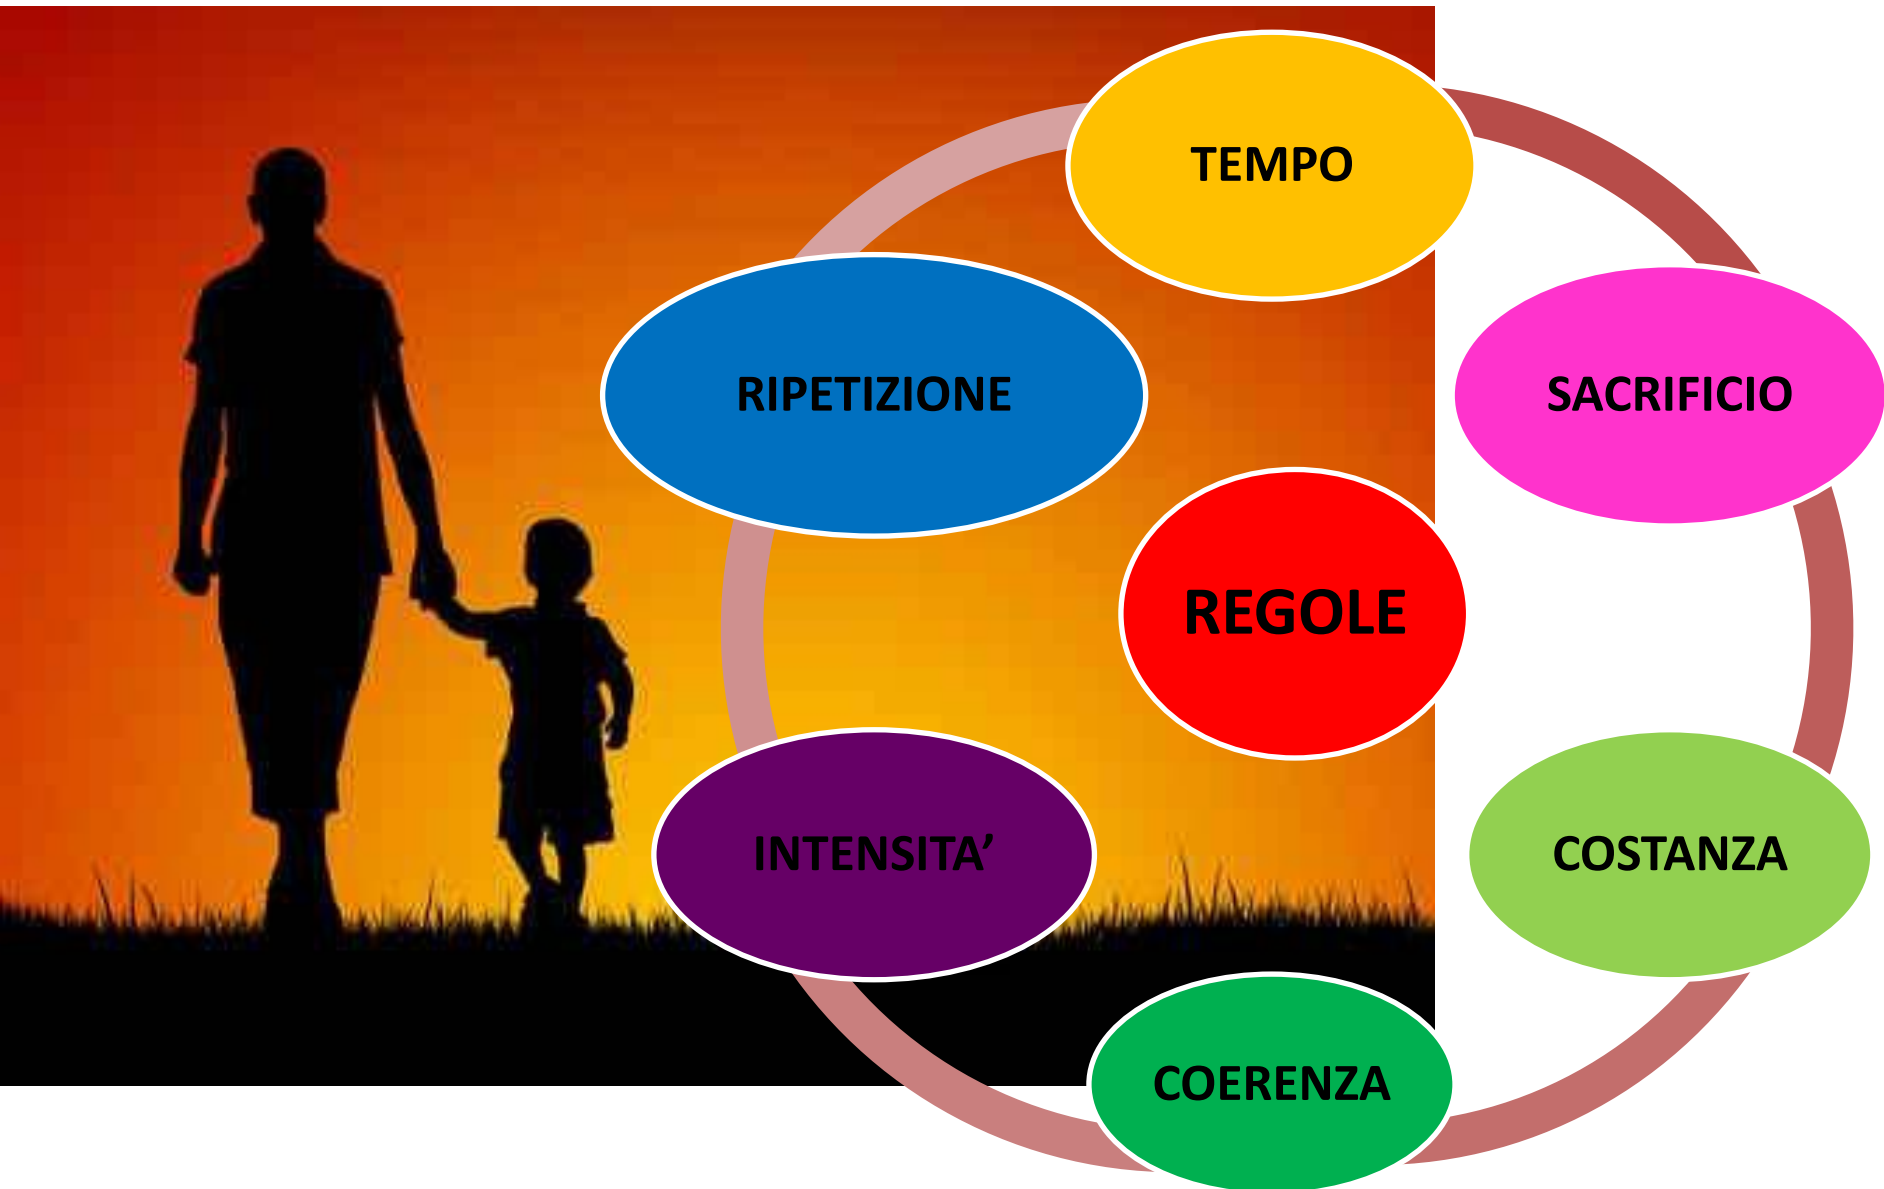 TEMPO
RIPETIZIONE
SACRIFICIO
REGOLE
INTENSITA’
COSTANZA
COERENZA